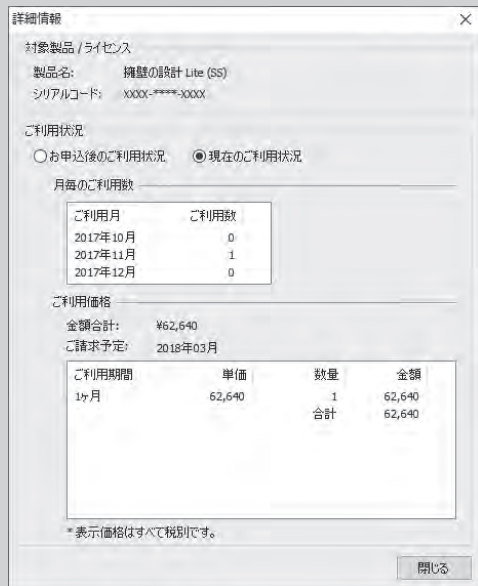 詳細情報
対象製品 / ライセンス
製品名: 擁壁の設計 Lite (SS)
シリアルコード: XXXX-****-XXXX
ご利用状況
お申込後のご利用状況 現在のご利用状況
月毎のご利用数
ご利用月 ご利用数
2017年10月 0
2017年11月 1
2017年12月 0
ご利用価格
金額合計: ¥62,640
ご請求予定: 2018年03月
ご利用期間 単価 数量 金額
1ヶ月 62,640 1 62,640
合計 62,640
* 表示価格はすべて税別です。
閉じる